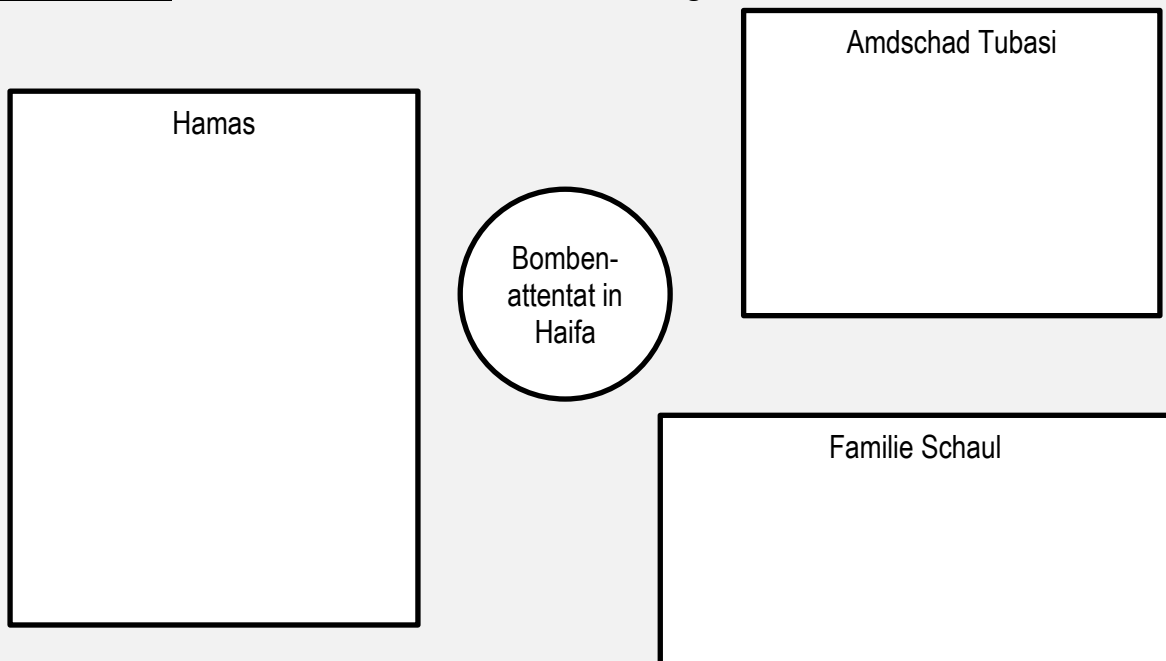 Amdschad Tubasi
Hamas
Bomben-
attentat in
Haifa
Familie Schaul